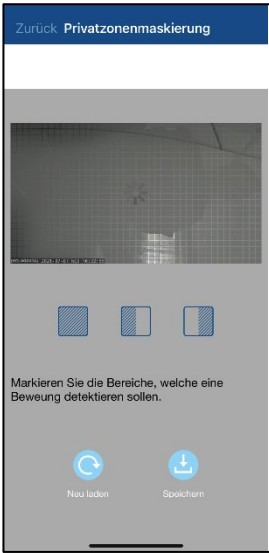 Zurück Privatzonenmaskierung
Markieren Sie die Bereiche, welche eine
Beweung detektieren sollen.
Neu laden
Speichern